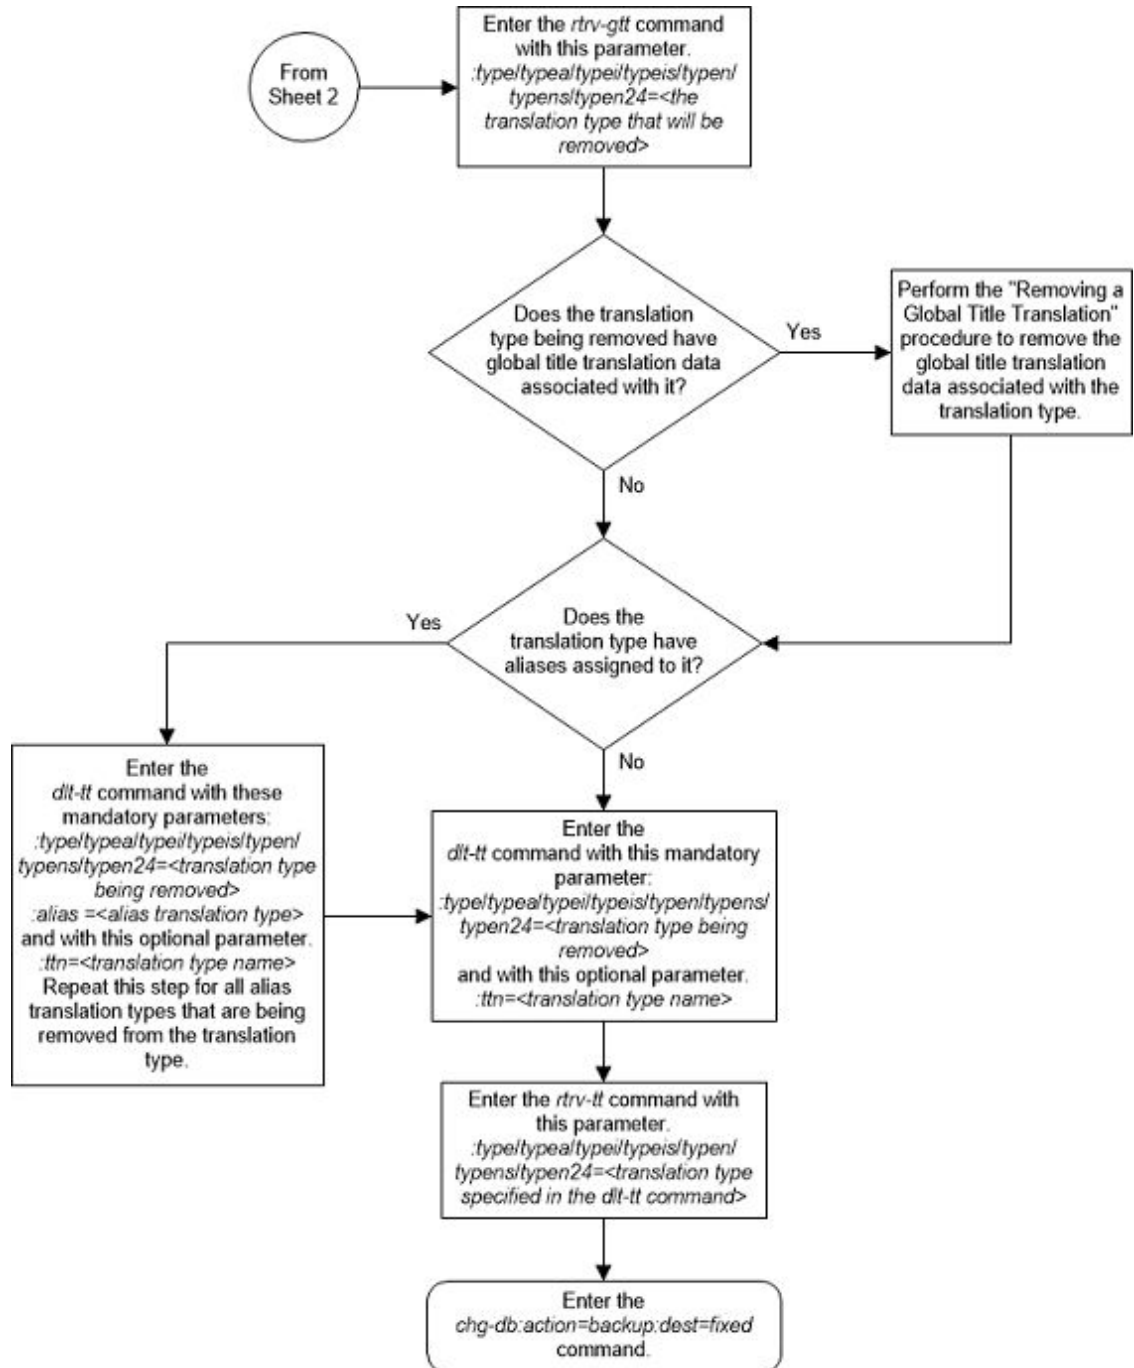 Enter the rtrv-gtt command
with this parameter.
:type/typea/typei/typeis/typen/
typens/typen24=<the
translation type that will be
removed>
From
Sheet 2
Does the translation
type being removed have
global title translation data
associated with it?
Yes
Perform the "Removing a
Global Title Translation"
procedure to remove the
global title translation
data associated with the
translation type.
No
Does the
translation type have
aliases assigned to it?
Yes
No
Enter the
dlt-tt command with these
mandatory parameters:
:type/typea/typei/typeis/typen/
typens/typen24=<translation type
being removed>
:alias =<alias translation type>
and with this optional parameter.
:ttn=<translation type name>
Repeat this step for all alias
translation types that are being
removed from the translation
type.
Enter the
dlt-tt command with this mandatory
parameter:
:type/typea/typei/typeis/typen/typens/
typen24=<translation type being
removed>
and with this optional parameter.
:ttn=<translation type name>
Enter the rtrv-tt command with
this parameter.
:type/typea/typei/typeis/typen/
typens/typen24=<translation type
specified in the dlt-tt command>
Enter the
chg-db:action=backup:dest=fixed
command.